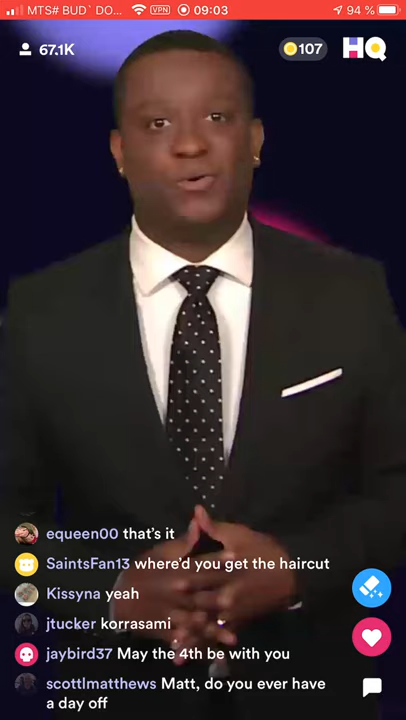 MTS# BUD` DO... VPN 09:03 94 %
67.1K 107 HQ
equeen00 that's it
SaintsFan13 where'd you get the haircut
Kissyna yeah
jtucker korrasami
jaybird37 May the 4th be with you
scottlmatthews Matt, do you ever have
a day off